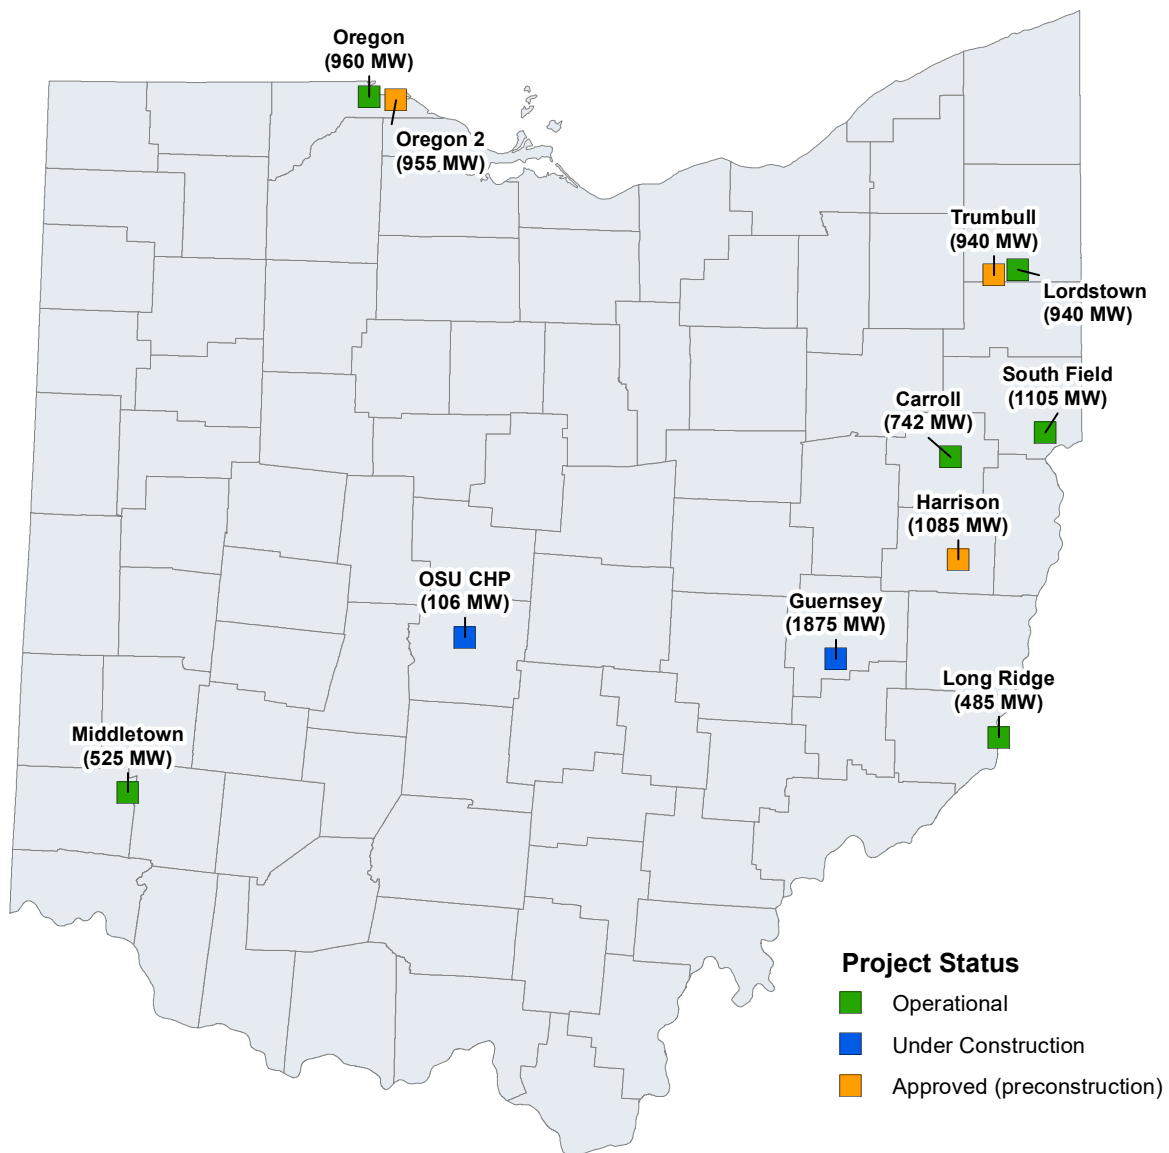 Oregon
(960 MW)
Oregon 2
(955 MW)
Trumbull
(940 MW)
Lordstown
(940 MW)
South Field
(1105 MW)
Carroll
(742 MW)
Harrison
(1085 MW)
OSU CHP
(106 MW)
Guernsey
(1875 MW)
Long Ridge
(485 MW)
Middletown
(525 MW)
Project Status
Operational
Under Construction
Approved (preconstruction)